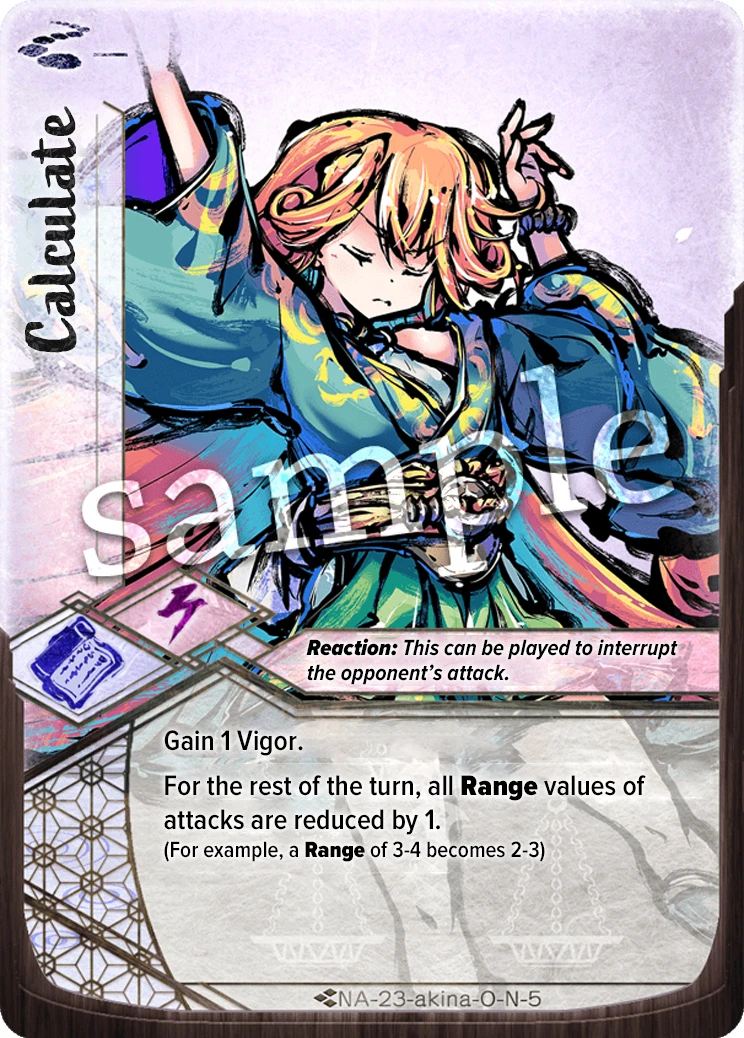 Calculate
sample
Reaction: This can be played to interrupt
the opponent's attack.
Gain 1 Vigor.
For the rest of the turn, all Range values of
attacks are reduced by 1.
(For example, a Range of 3-4 becomes 2-3)
NA-23-akina-O-N-5